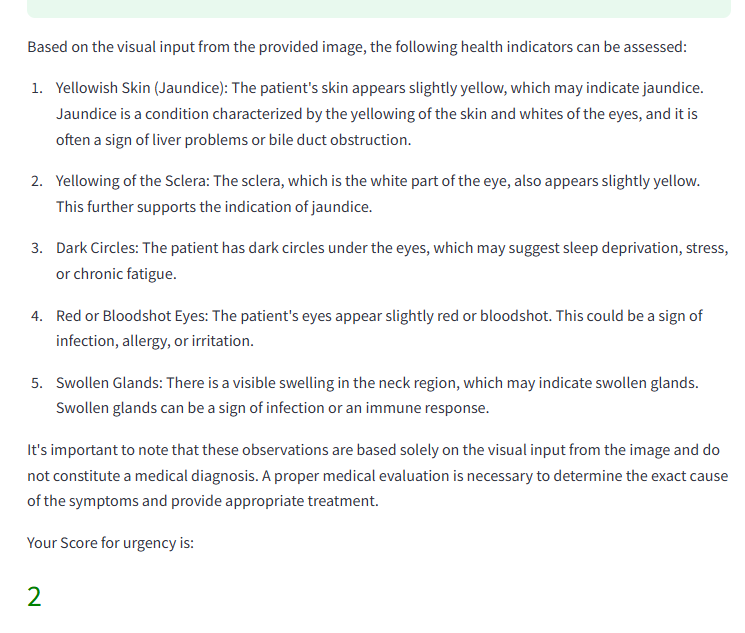 Based on the visual input from the provided image, the following health indicators can be assessed:
1. Yellowish Skin (Jaundice): The patient's skin appears slightly yellow, which may indicate jaundice.
Jaundice is a condition characterized by the yellowing of the skin and whites of the eyes, and it is
often a sign of liver problems or bile duct obstruction.
2. Yellowing of the Sclera: The sclera, which is the white part of the eye, also appears slightly yellow.
This further supports the indication of jaundice.
3. Dark Circles: The patient has dark circles under the eyes, which may suggest sleep deprivation, stress,
or chronic fatigue.
4. Red or Bloodshot Eyes: The patient's eyes appear slightly red or bloodshot. This could be a sign of
infection, allergy, or irritation.
5. Swollen Glands: There is a visible swelling in the neck region, which may indicate swollen glands.
Swollen glands can be a sign of infection or an immune response.
It's important to note that these observations are based solely on the visual input from the image and do
not constitute a medical diagnosis. A proper medical evaluation is necessary to determine the exact cause
of the symptoms and provide appropriate treatment.
Your Score for urgency is:
2